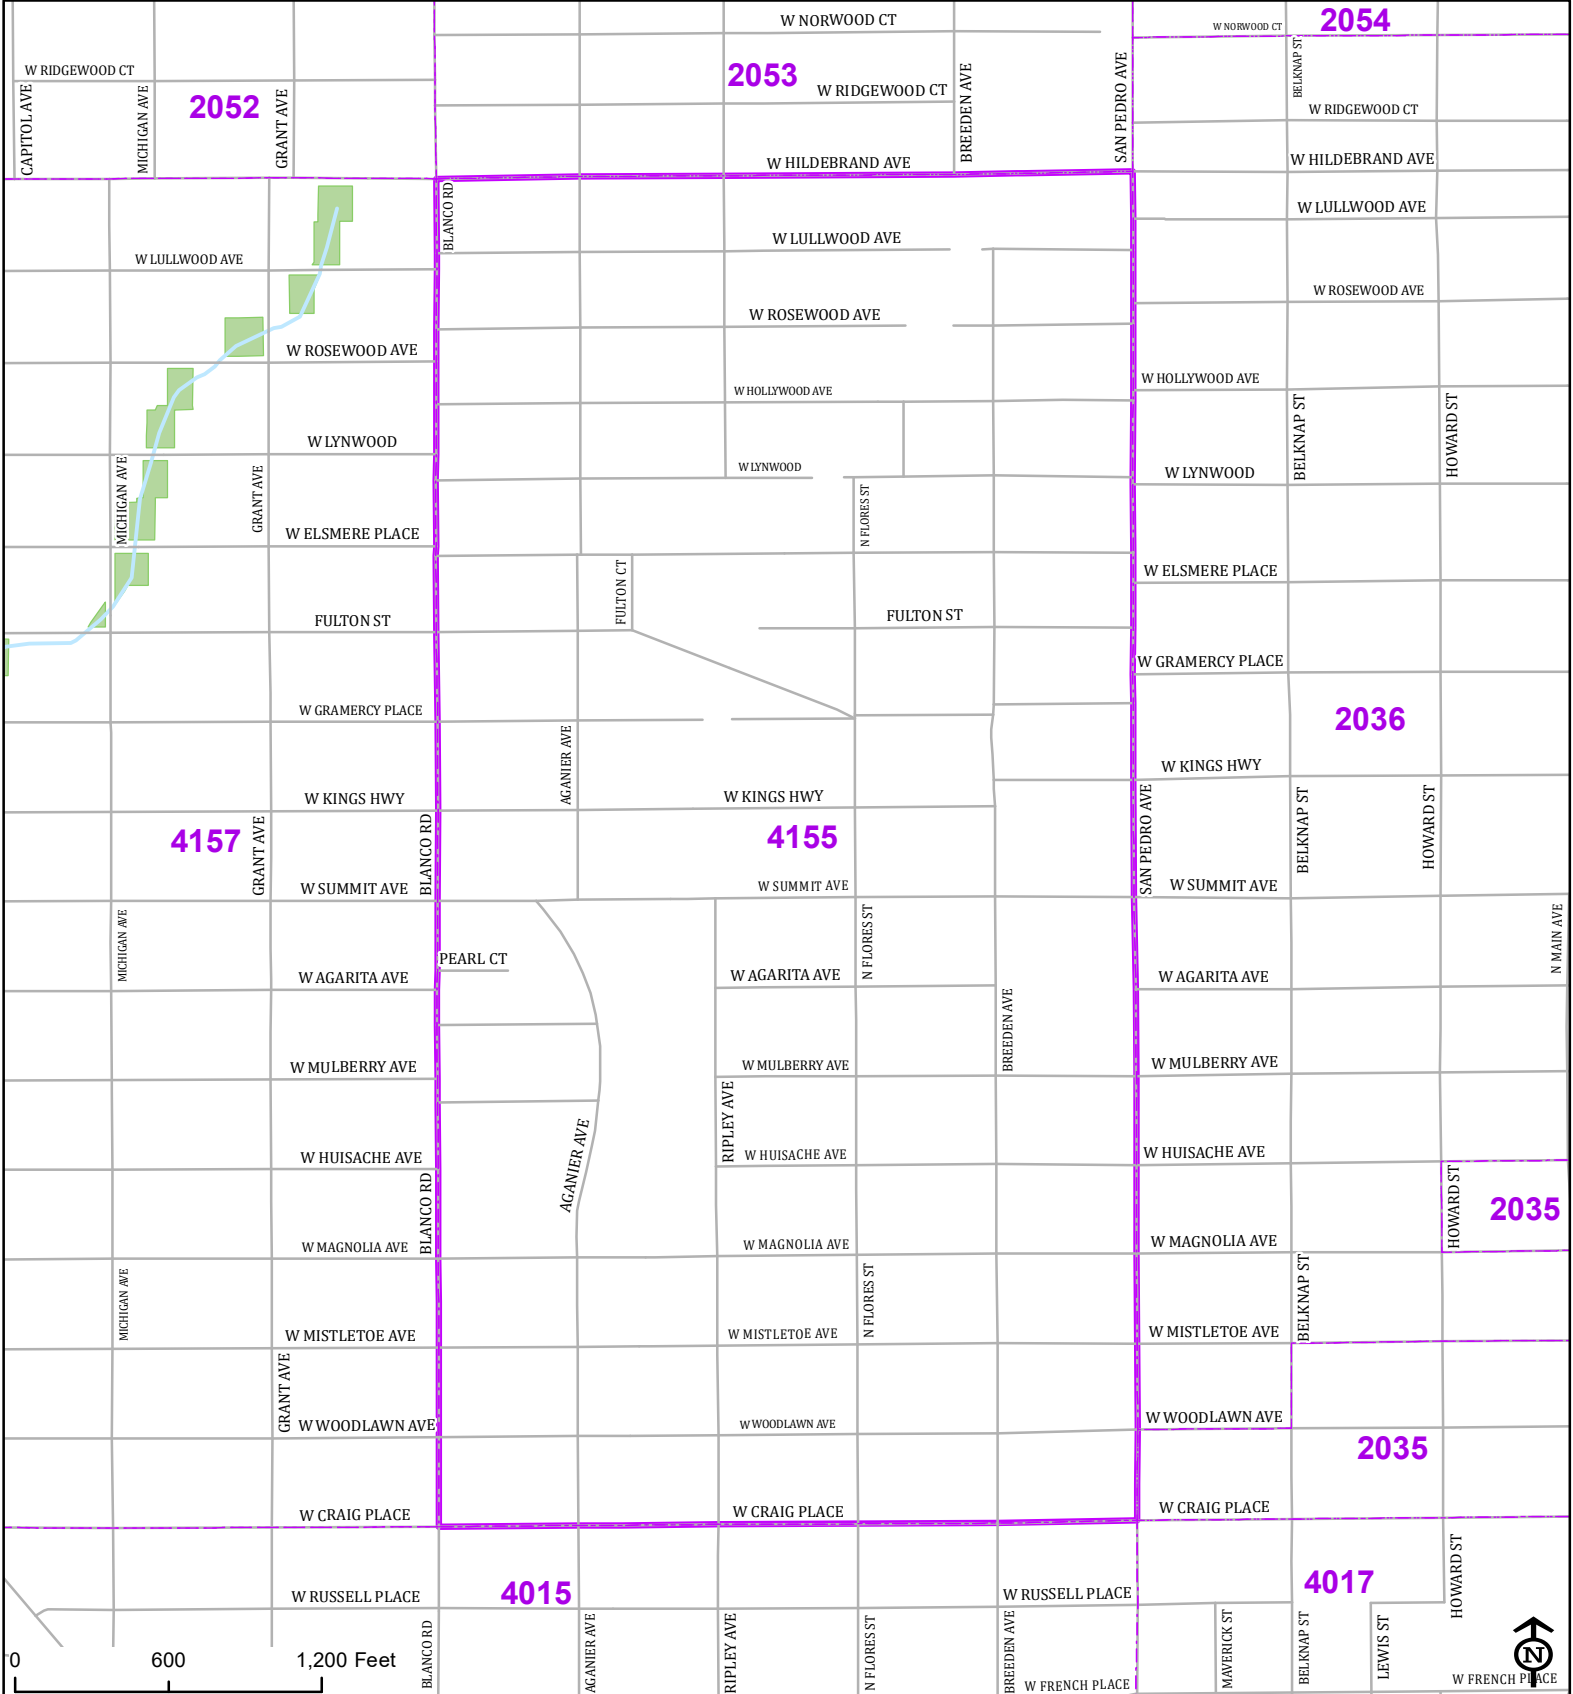 W NORWOOD CT
W NORWOOD CT
2054
W RIDGEWOOD CT
2053
BELKNAP ST
CAPITOL AVE
MICHIGAN AVE
2052
GRANT AVE
W RIDGEWOOD CT
BREEDEN AVE
SAN PEDRO AVE
W RIDGEWOOD CT
W HILDEBRAND AVE
W HILDEBRAND AVE
BLANCO RD
W LULLWOOD AVE
W LULLWOOD AVE
W LULLWOOD AVE
W ROSEWOOD AVE
W ROSEWOOD AVE
W ROSEWOOD AVE
W HOLLYWOOD AVE
W HOLLYWOOD AVE
BELKNAP ST
HOWARD ST
W LYNWOOD
W LYNWOOD
W LYNWOOD
MICHIGAN AVE
GRANT AVE
N FLORES ST
W ELSMERE PLACE
W ELSMERE PLACE
FULTON CT
FULTON ST
FULTON ST
W GRAMERCY PLACE
W GRAMERCY PLACE
2036
AGANIER AVE
W KINGS HWY
W KINGS HWY
W KINGS HWY
4157
GRANT AVE
BLANCO RD
4155
SAN PEDRO AVE
BELKNAP ST
HOWARD ST
W SUMMIT AVE
W SUMMIT AVE
W SUMMIT AVE
MICHIGAN AVE
N FLORES ST
N MAIN AVE
PEARL CT
W AGARITA AVE
W AGARITA AVE
W AGARITA AVE
BREEDEN AVE
W MULBERRY AVE
W MULBERRY AVE
W MULBERRY AVE
RIPLEY AVE
AGANIER AVE
W HUISACHE AVE
W HUISACHE AVE
W HUISACHE AVE
BLANCO RD
HOWARD ST
2035
W MAGNOLIA AVE
W MAGNOLIA AVE
W MAGNOLIA AVE
MICHIGAN AVE
N FLORES ST
BELKNAP ST
W MISTLETOE AVE
W MISTLETOE AVE
W MISTLETOE AVE
GRANT AVE
W WOODLAWN AVE
W WOODLAWN AVE
W WOODLAWN AVE
2035
W CRAIG PLACE
W CRAIG PLACE
W CRAIG PLACE
HOWARD ST
4015
4017
W RUSSELL PLACE
W RUSSELL PLACE
BLANCO RD
AGANIER AVE
RIPLEY AVE
N FLORES ST
BREEDEN AVE
MAVERICK ST
BELKNAP ST
LEWIS ST
N
0 600 1,200 Feet
W FRENCH PLACE
W FRENCH PLACE